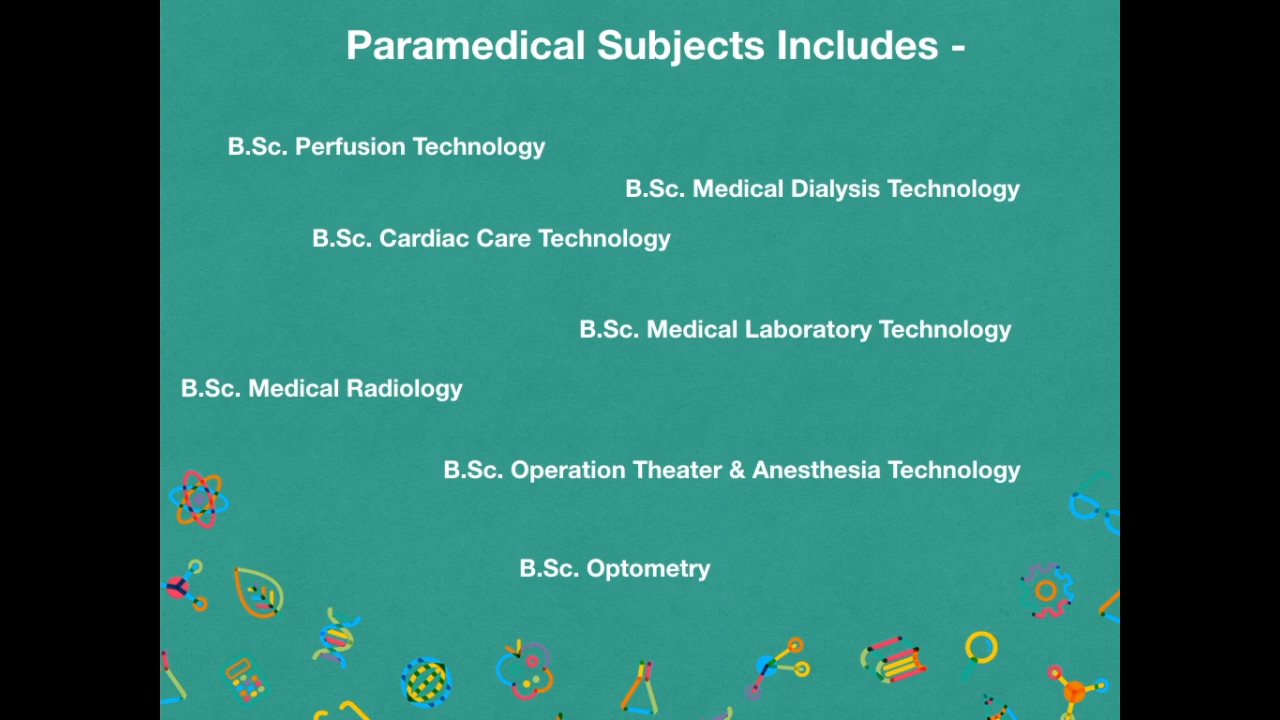 Paramedical Subjects Includes -
B.Sc. Perfusion Technology
B.Sc. Medical Dialysis Technology
B.Sc. Cardiac Care Technology
B.Sc. Medical Laboratory Technology
B.Sc. Medical Radiology
B.Sc. Operation Theater & Anesthesia Technology
B.Sc. Optometry